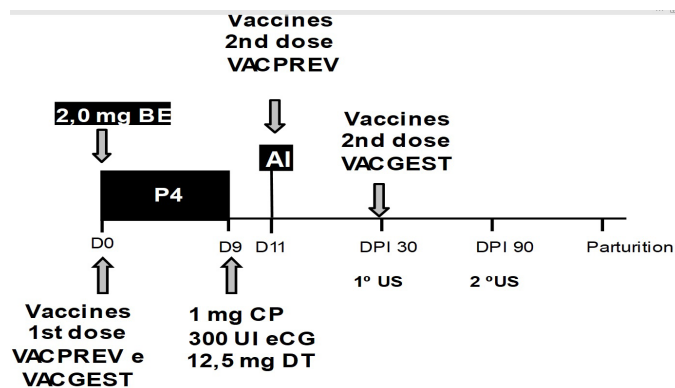 Vaccines
2nd dose
VACPREV
2,0 mg BE
Vaccines
2nd dose
VACGEST
AI
P4
D0
D9
D11
DPI 30
DPI 90
Parturition
1º US
2 ºUS
Vaccines
1st dose
VACPREV e
VACGEST
1 mg CP
300 UI eCG
12,5 mg DT